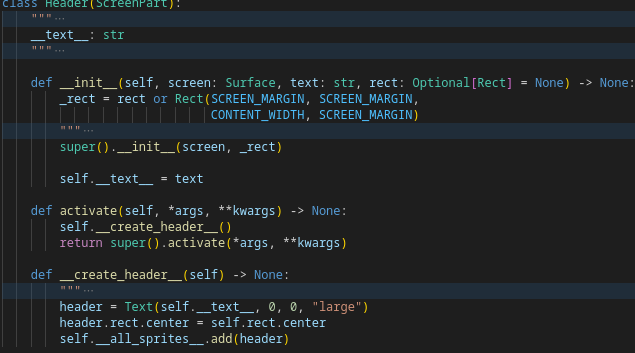 class Header(ScreenPart):
    """…
    __text__: str
    """…

    def __init__(self, screen: Surface, text: str, rect: Optional[Rect] = None) -> None:
        _rect = rect or Rect(SCREEN_MARGIN, SCREEN_MARGIN,
                             CONTENT_WIDTH, SCREEN_MARGIN)
        """…
        super().__init__(screen, _rect)

        self.__text__ = text

    def activate(self, *args, **kwargs) -> None:
        self.__create_header__()
        return super().activate(*args, **kwargs)

    def __create_header__(self) -> None:
        """…
        header = Text(self.__text__, 0, 0, "large")
        header.rect.center = self.rect.center
        self.__all_sprites__.add(header)